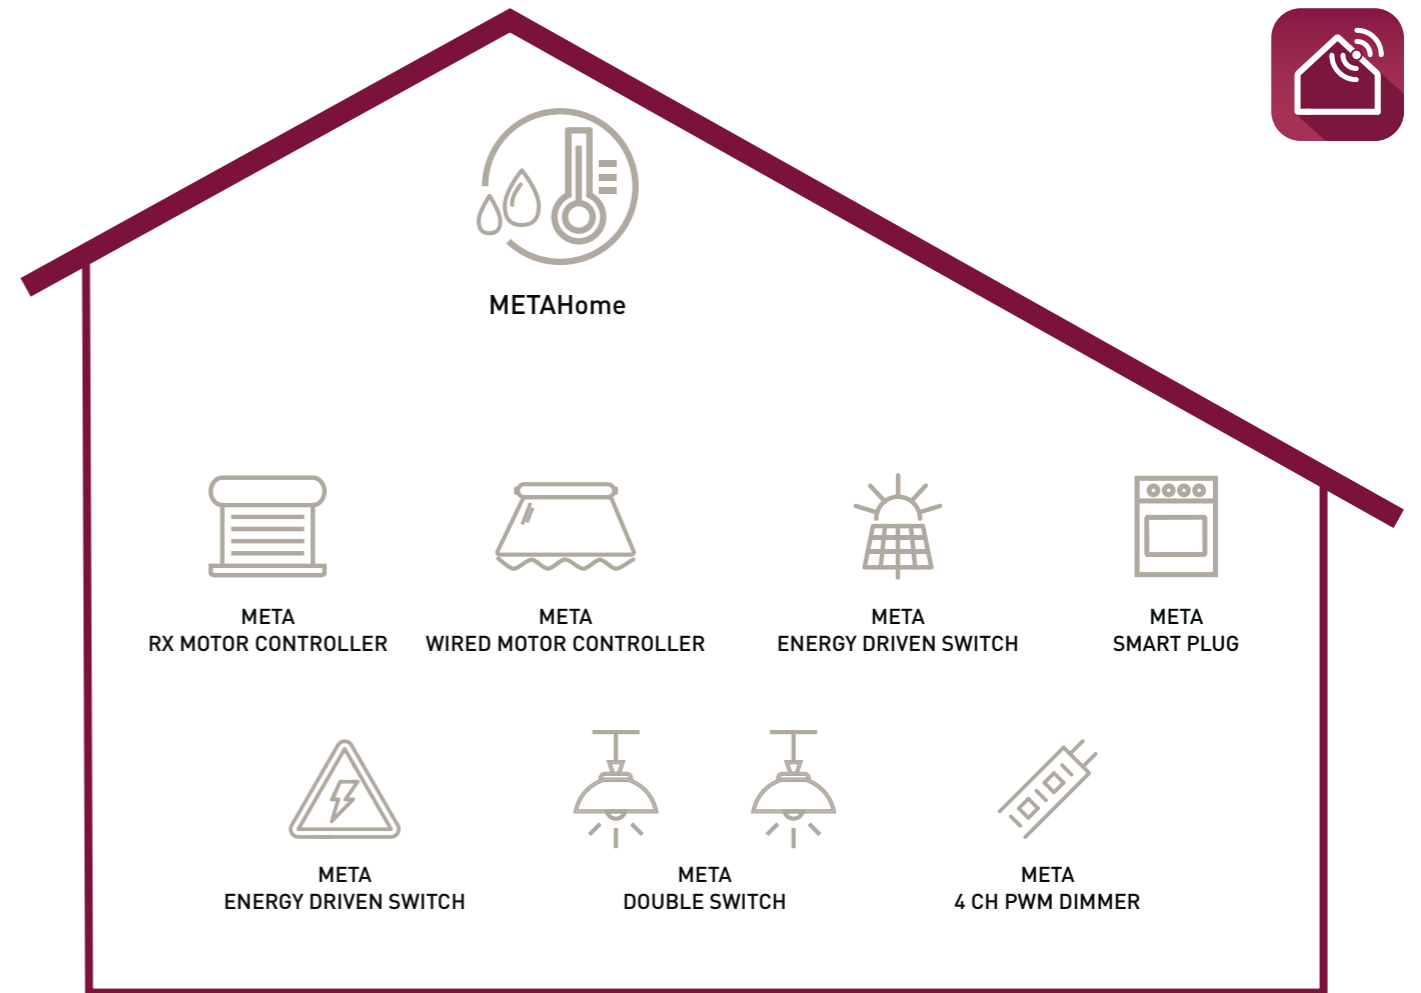 METAHome
META
RX MOTOR CONTROLLER
META
WIRED MOTOR CONTROLLER
META
ENERGY DRIVEN SWITCH
META
SMART PLUG
META
ENERGY DRIVEN SWITCH
META
DOUBLE SWITCH
META
4 CH PWM DIMMER